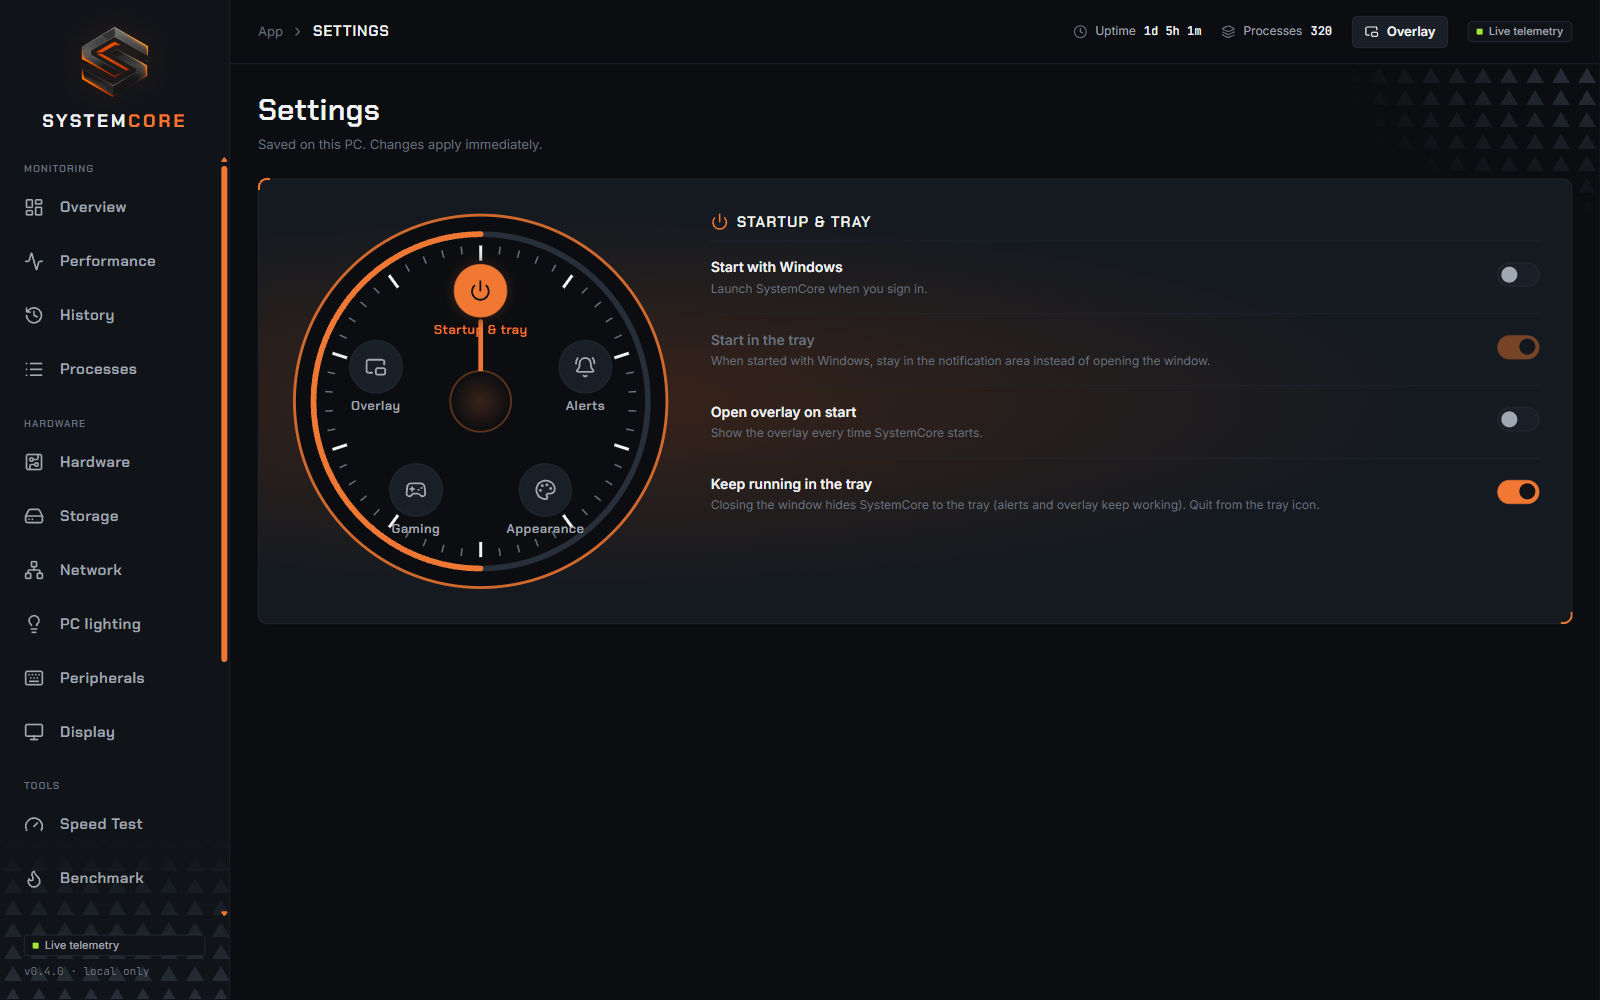 SYSTEMCORE
MONITORING
Overview
Performance
History
Processes
HARDWARE
Hardware
Storage
Network
PC lighting
Peripherals
Display
TOOLS
Speed Test
Benchmark
Live telemetry
v0.4.0 · local only
App > SETTINGS
Uptime 1d 5h 1m
Processes 320
Overlay
Live telemetry
Settings
Saved on this PC. Changes apply immediately.
Startup & tray
Overlay
Alerts
Gaming
Appearance
STARTUP & TRAY
Start with Windows
Launch SystemCore when you sign in.
Start in the tray
When started with Windows, stay in the notification area instead of opening the window.
Open overlay on start
Show the overlay every time SystemCore starts.
Keep running in the tray
Closing the window hides SystemCore to the tray (alerts and overlay keep working). Quit from the tray icon.